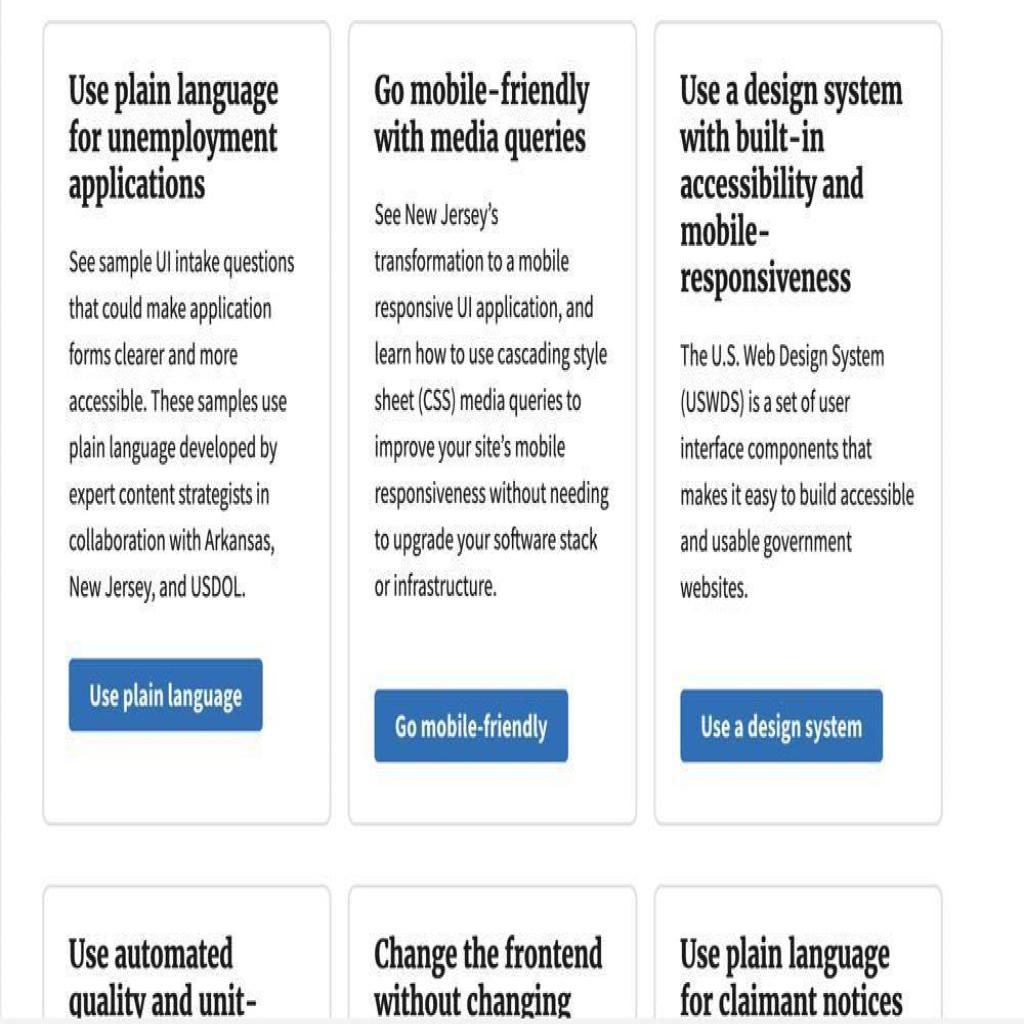 Use plain language
for unemployment
applications
See sample UI intake questions
that could make application
forms clearer and more
accessible. These samples use
plain language developed by
expert content strategists in
collaboration with Arkansas,
New Jersey, and USDOL.
Use plain language
Go mobile-friendly
with media queries
See New Jersey’s
transformation to a mobile
responsive UI application, and
learn how to use cascading style
sheet (CSS) media queries to
improve your site’s mobile
responsiveness without needing
to upgrade your software stack
or infrastructure.
Go mobile-friendly
Use a design system
with built-in
accessibility and
mobile-
responsiveness
The U.S. Web Design System
(USWDS) is a set of user
interface components that
makes it easy to build accessible
and usable government
websites.
Use a design system
Use automated
quality and unit-
Change the frontend
without changing
Use plain language
for claimant notices